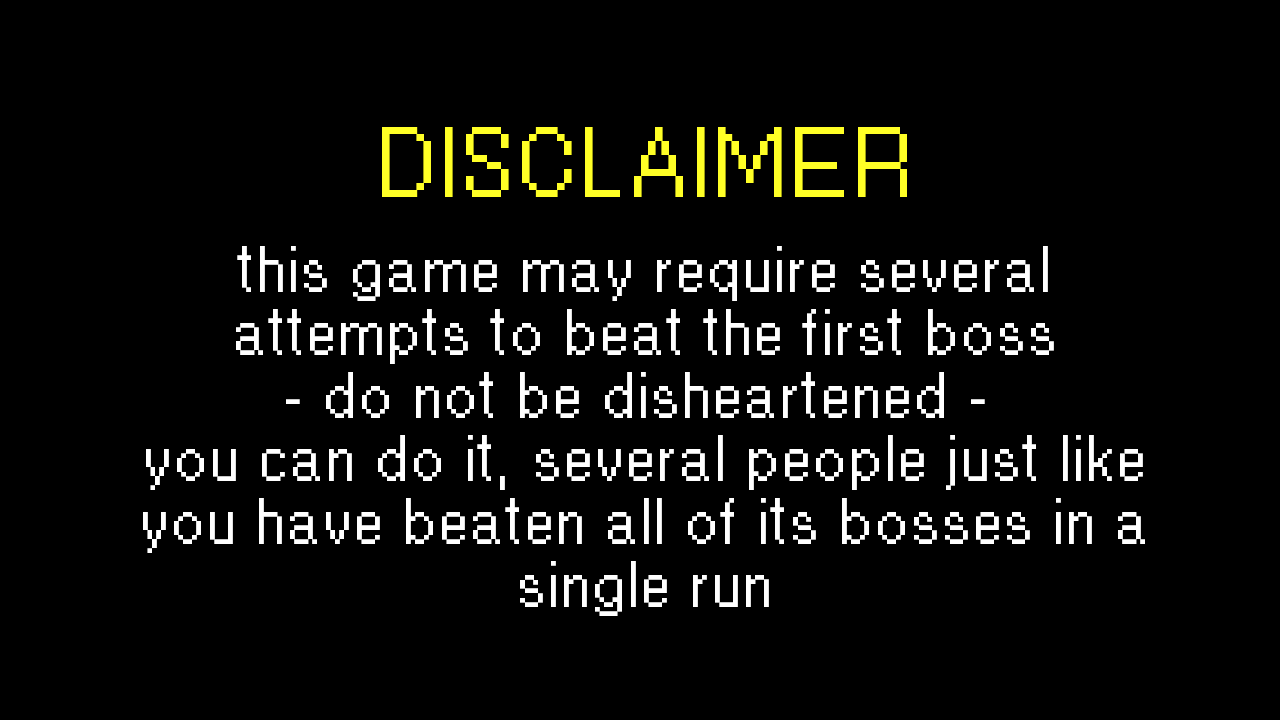 DISCLAIMER
this game may require several
attempts to beat the first boss
- do not be disheartened -
you can do it, several people just like
you have beaten all of its bosses in a
single run